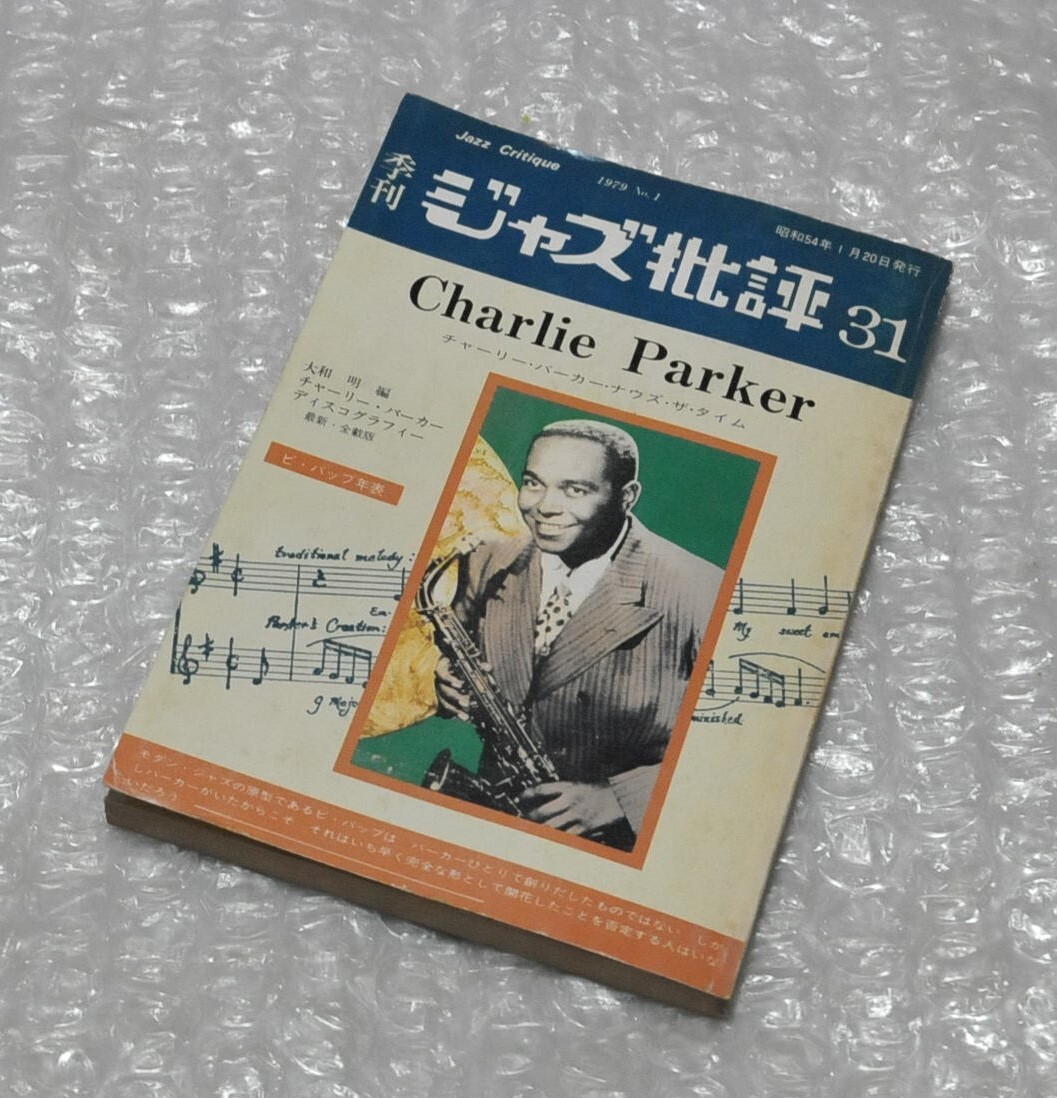 Jazz Critique
1979 No.1
昭和54年1月20日発行
季刊
ジャズ批評 31
Charlie Parker
チャーリー・パーカー・ナウズ・ザ・タイム
大和 明 編
チャーリー・パーカー
ディスコグラフィー
最新・全載版
ビ・バップ年表
traditional melody:
Parker's Creation:
My sweet em
g Majo
minished
モダン・ジャズの原型であるビ・バップは パーカーひとりで創りだしたものではない しか
しパーカーがいたからこそ それはいち早く完全な形として開花したことを否定する人はいな
いだろう